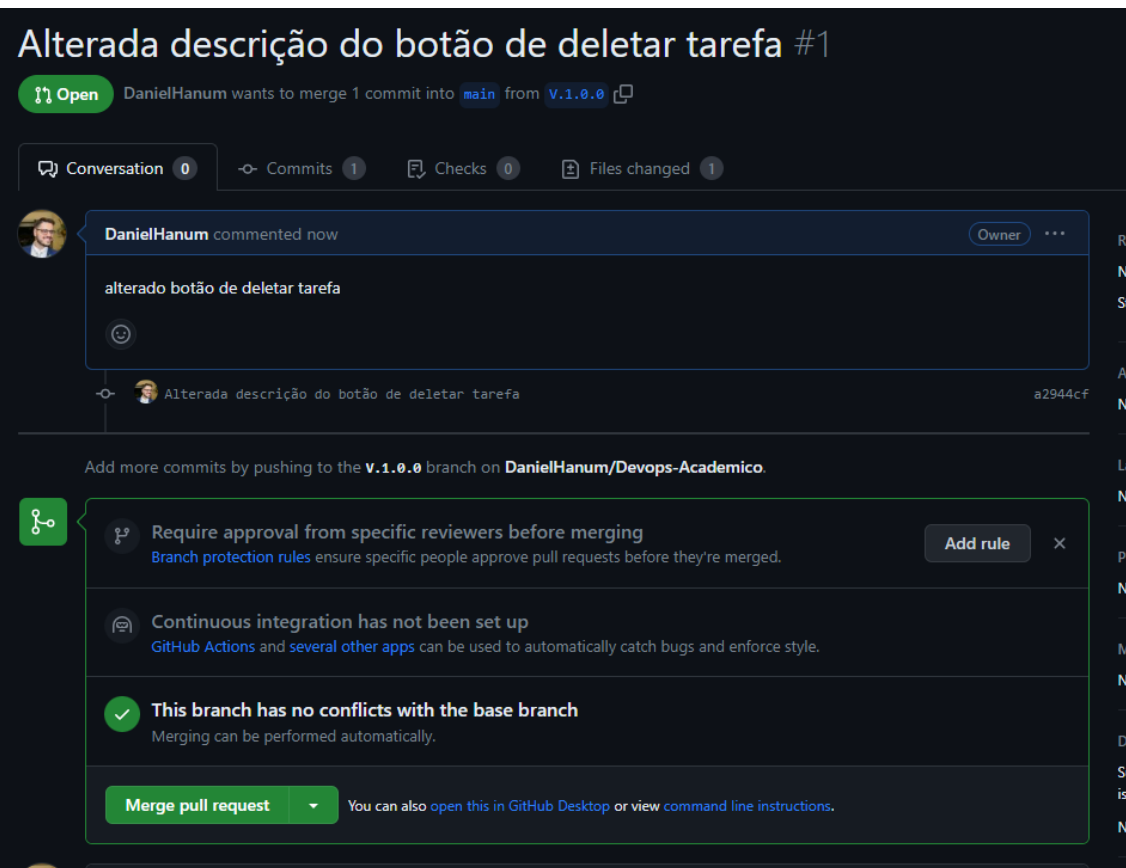 Alterada descrição do botão de deletar tarefa #1
Open DanielHanum wants to merge 1 commit into main from V.1.0.0
Conversation 0 Commits 1 Checks 0 Files changed 1
DanielHanum commented now Owner
alterado botão de deletar tarefa
Alterada descrição do botão de deletar tarefa a2944cf
Add more commits by pushing to the V.1.0.0 branch on DanielHanum/Devops-Academico.
Require approval from specific reviewers before merging
Branch protection rules ensure specific people approve pull requests before they're merged.
Add rule
Continuous integration has not been set up
GitHub Actions and several other apps can be used to automatically catch bugs and enforce style.
This branch has no conflicts with the base branch
Merging can be performed automatically.
Merge pull request You can also open this in GitHub Desktop or view command line instructions.